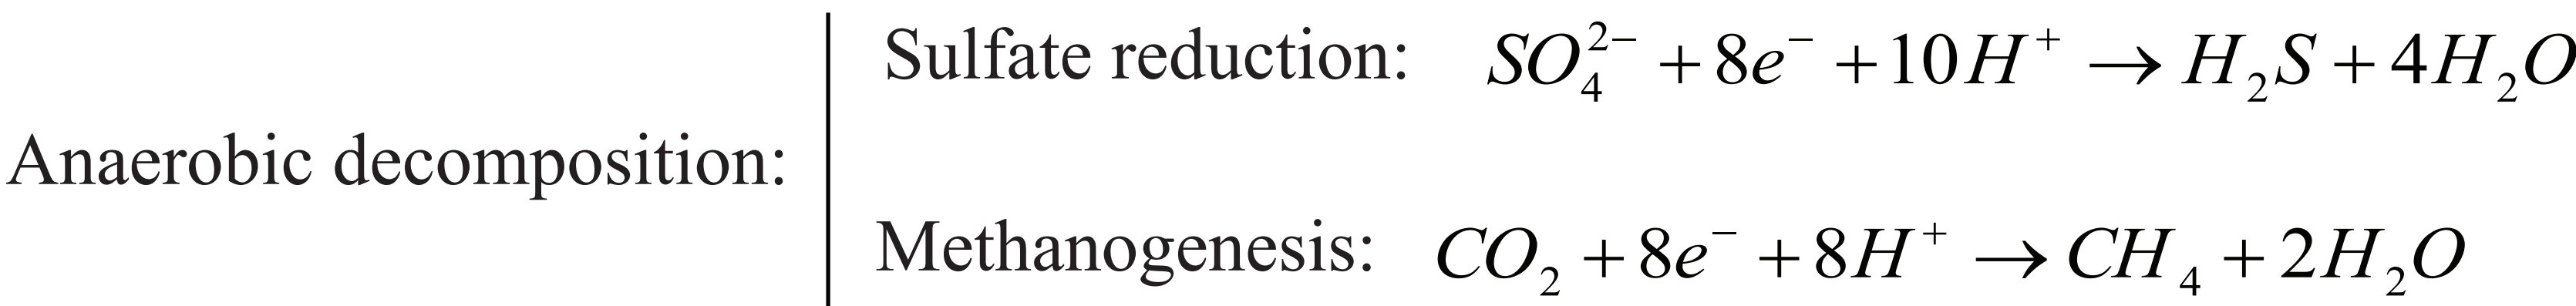 Sulfate reduction: SO₄²⁻ + 8e⁻ + 10H⁺ → H₂S + 4H₂O
Anaerobic decomposition:
Methanogenesis: CO₂ + 8e⁻ + 8H⁺ → CH₄ + 2H₂O